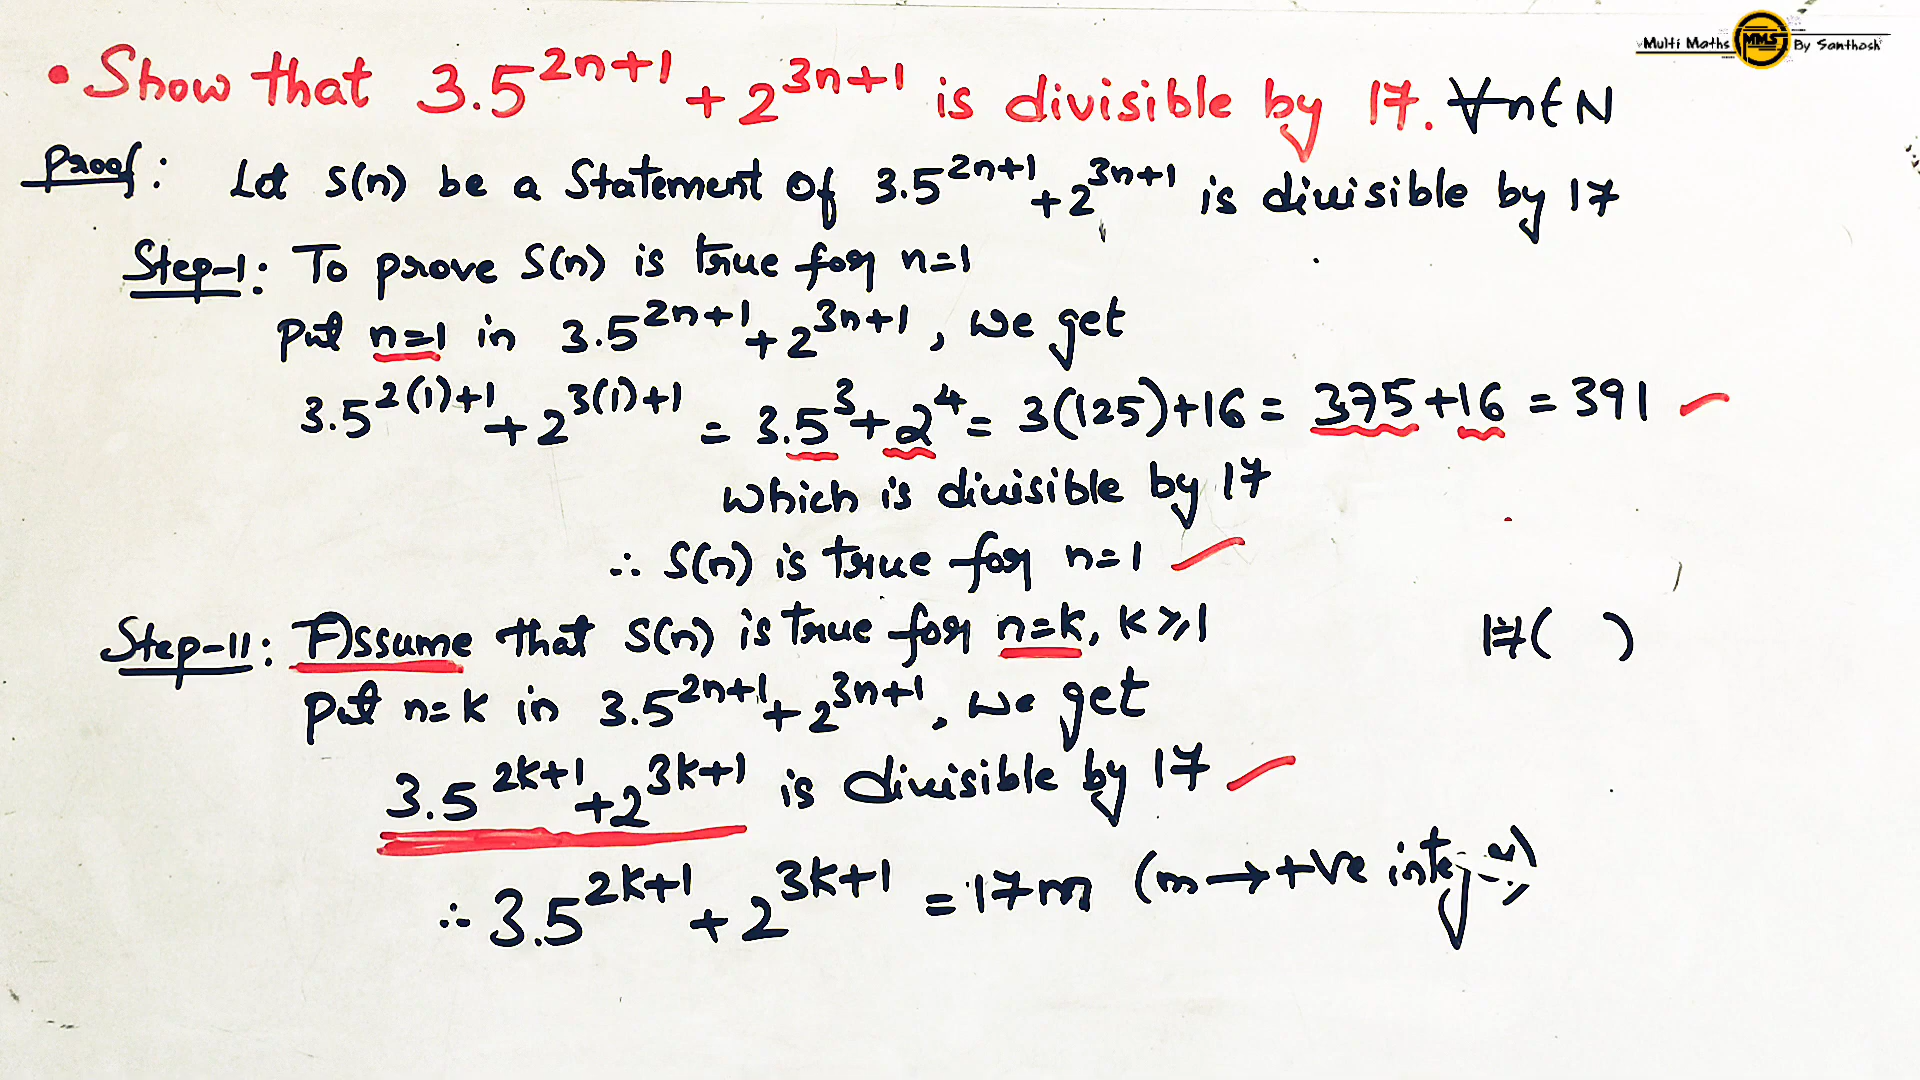 Multi Maths MMS By Santhosh
• Show that 3.5^{2n+1} + 2^{3n+1} is divisible by 17. ∀n∈N
Proof: Let S(n) be a Statement of 3.5^{2n+1} + 2^{3n+1} is divisible by 17
Step-I: To prove S(n) is true for n=1
Put n=1 in 3.5^{2n+1} + 2^{3n+1}, we get
3.5^{2(1)+1} + 2^{3(1)+1} = 3.5^3 + 2^4 = 3(125)+16 = 375+16 = 391
which is divisible by 17
∴ S(n) is true for n=1
Step-II: Assume that S(n) is true for n=k, k≥1
17( )
Put n=k in 3.5^{2n+1} + 2^{3n+1}, we get
3.5^{2k+1} + 2^{3k+1} is divisible by 17
∴ 3.5^{2k+1} + 2^{3k+1} = 17m (m→+ve integer)